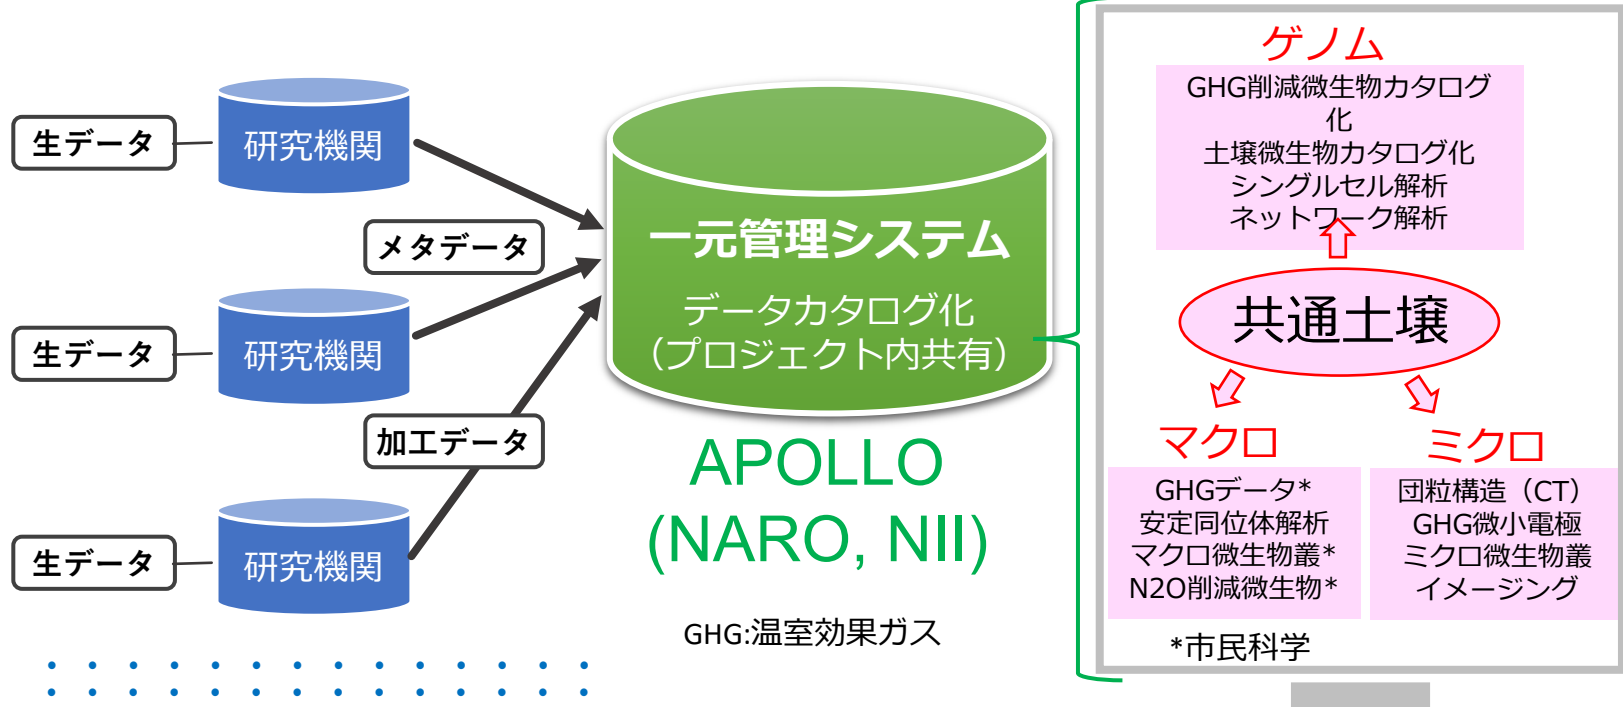 生データ
研究機関
メタデータ
生データ
研究機関
加工データ
生データ
研究機関
一元管理システム
データカタログ化
（プロジェクト内共有）
APOLLO
(NARO, NII)
GHG:温室効果ガス
ゲノム
GHG削減微生物カタログ
化
土壌微生物カタログ化
シングルセル解析
ネットワーク解析
共通土壌
マクロ
GHGデータ*
安定同位体解析
マクロ微生物叢*
N2O削減微生物*
*市民科学
ミクロ
団粒構造（CT）
GHG微小電極
ミクロ微生物叢
イメージング